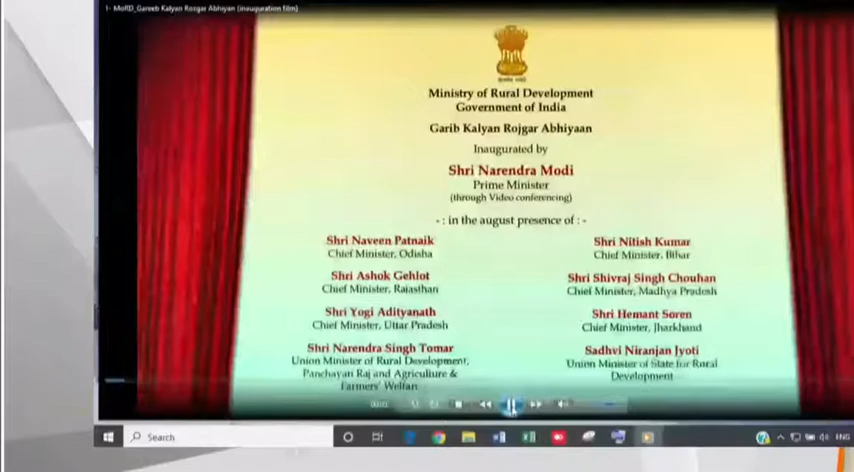 MoRD_Gareeb Kalyan Rozgar Abhiyan (inauguration film)
Ministry of Rural Development
Government of India
Garib Kalyan Rojgar Abhiyaan
Inaugurated by
Shri Narendra Modi
Prime Minister
(through Video conferencing)
- : in the august presence of : -
Shri Naveen Patnaik
Chief Minister, Odisha
Shri Nitish Kumar
Chief Minister, Bihar
Shri Ashok Gehlot
Chief Minister, Rajasthan
Shri Shivraj Singh Chouhan
Chief Minister, Madhya Pradesh
Shri Yogi Adityanath
Chief Minister, Uttar Pradesh
Shri Hemant Soren
Chief Minister, Jharkhand
Shri Narendra Singh Tomar
Union Minister of Rural Development,
Panchayati Raj and Agriculture &
Farmers' Welfare
Sadhvi Niranjan Jyoti
Union Minister of State for Rural
Development
Search
ENG